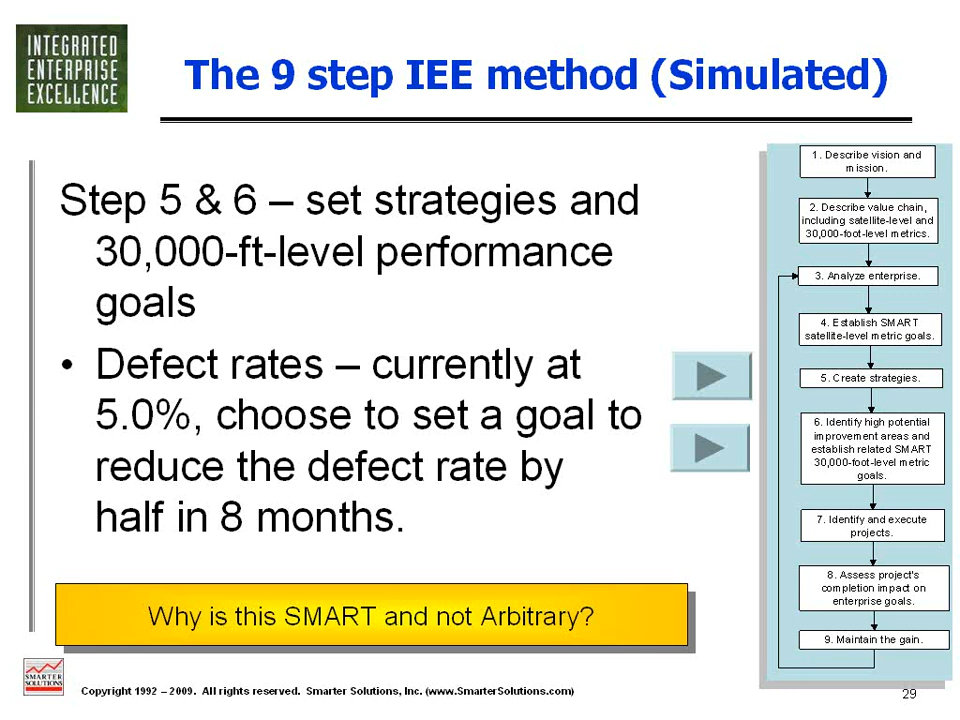 INTEGRATED
ENTERPRISE
EXCELLENCE
The 9 step IEE method (Simulated)
Step 5 & 6 – set strategies and
30,000-ft-level performance
goals
• Defect rates – currently at
5.0%, choose to set a goal to
reduce the defect rate by
half in 8 months.
Why is this SMART and not Arbitrary?
1. Describe vision and
mission.
2. Describe value chain,
including satellite-level and
30,000-foot-level metrics.
3. Analyze enterprise.
4. Establish SMART
satellite-level metric goals.
5. Create strategies.
6. Identify high potential
improvement areas and
establish related SMART
30,000-foot-level metric
goals.
7. Identify and execute
projects.
8. Assess project's
completion impact on
enterprise goals.
9. Maintain the gain.
SMARTER
SOLUTIONS
Copyright 1992 – 2009. All rights reserved. Smarter Solutions, Inc. (www.SmarterSolutions.com)
29